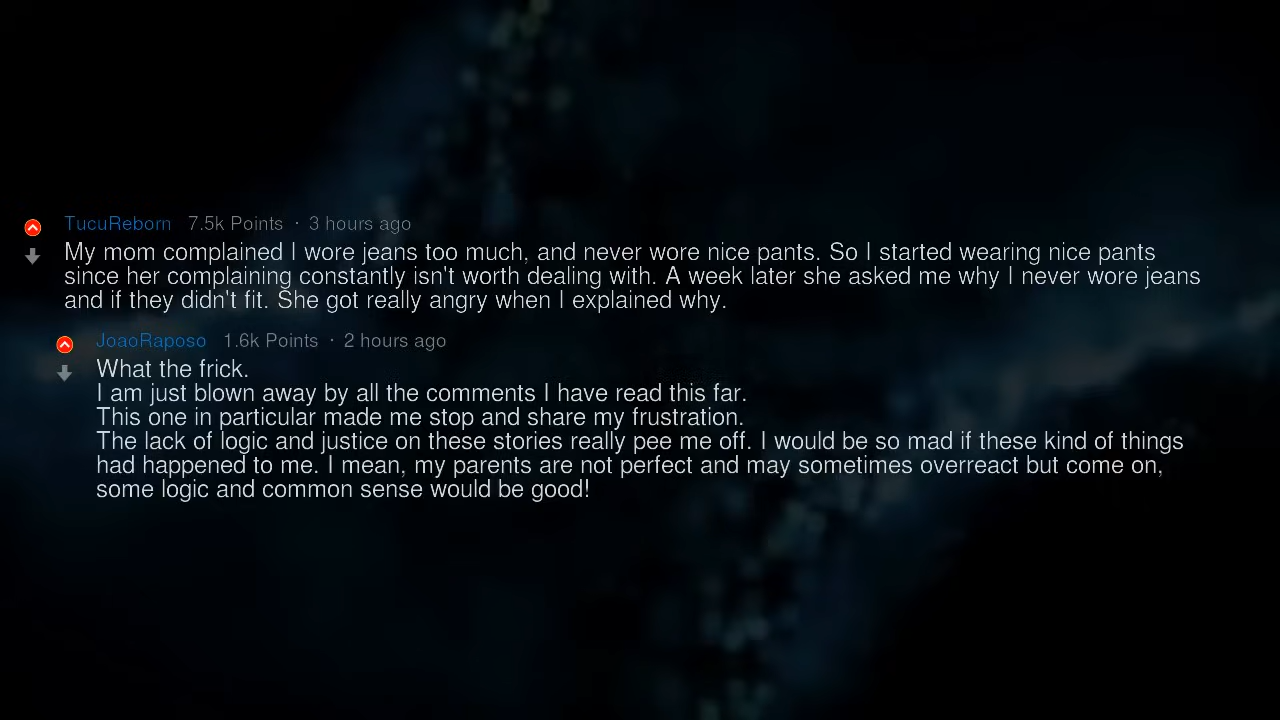 TucuReborn 7.5k Points · 3 hours ago
My mom complained I wore jeans too much, and never wore nice pants. So I started wearing nice pants
since her complaining constantly isn't worth dealing with. A week later she asked me why I never wore jeans
and if they didn't fit. She got really angry when I explained why.
JoaoRaposo 1.6k Points · 2 hours ago
What the frick.
I am just blown away by all the comments I have read this far.
This one in particular made me stop and share my frustration.
The lack of logic and justice on these stories really pee me off. I would be so mad if these kind of things
had happened to me. I mean, my parents are not perfect and may sometimes overreact but come on,
some logic and common sense would be good!